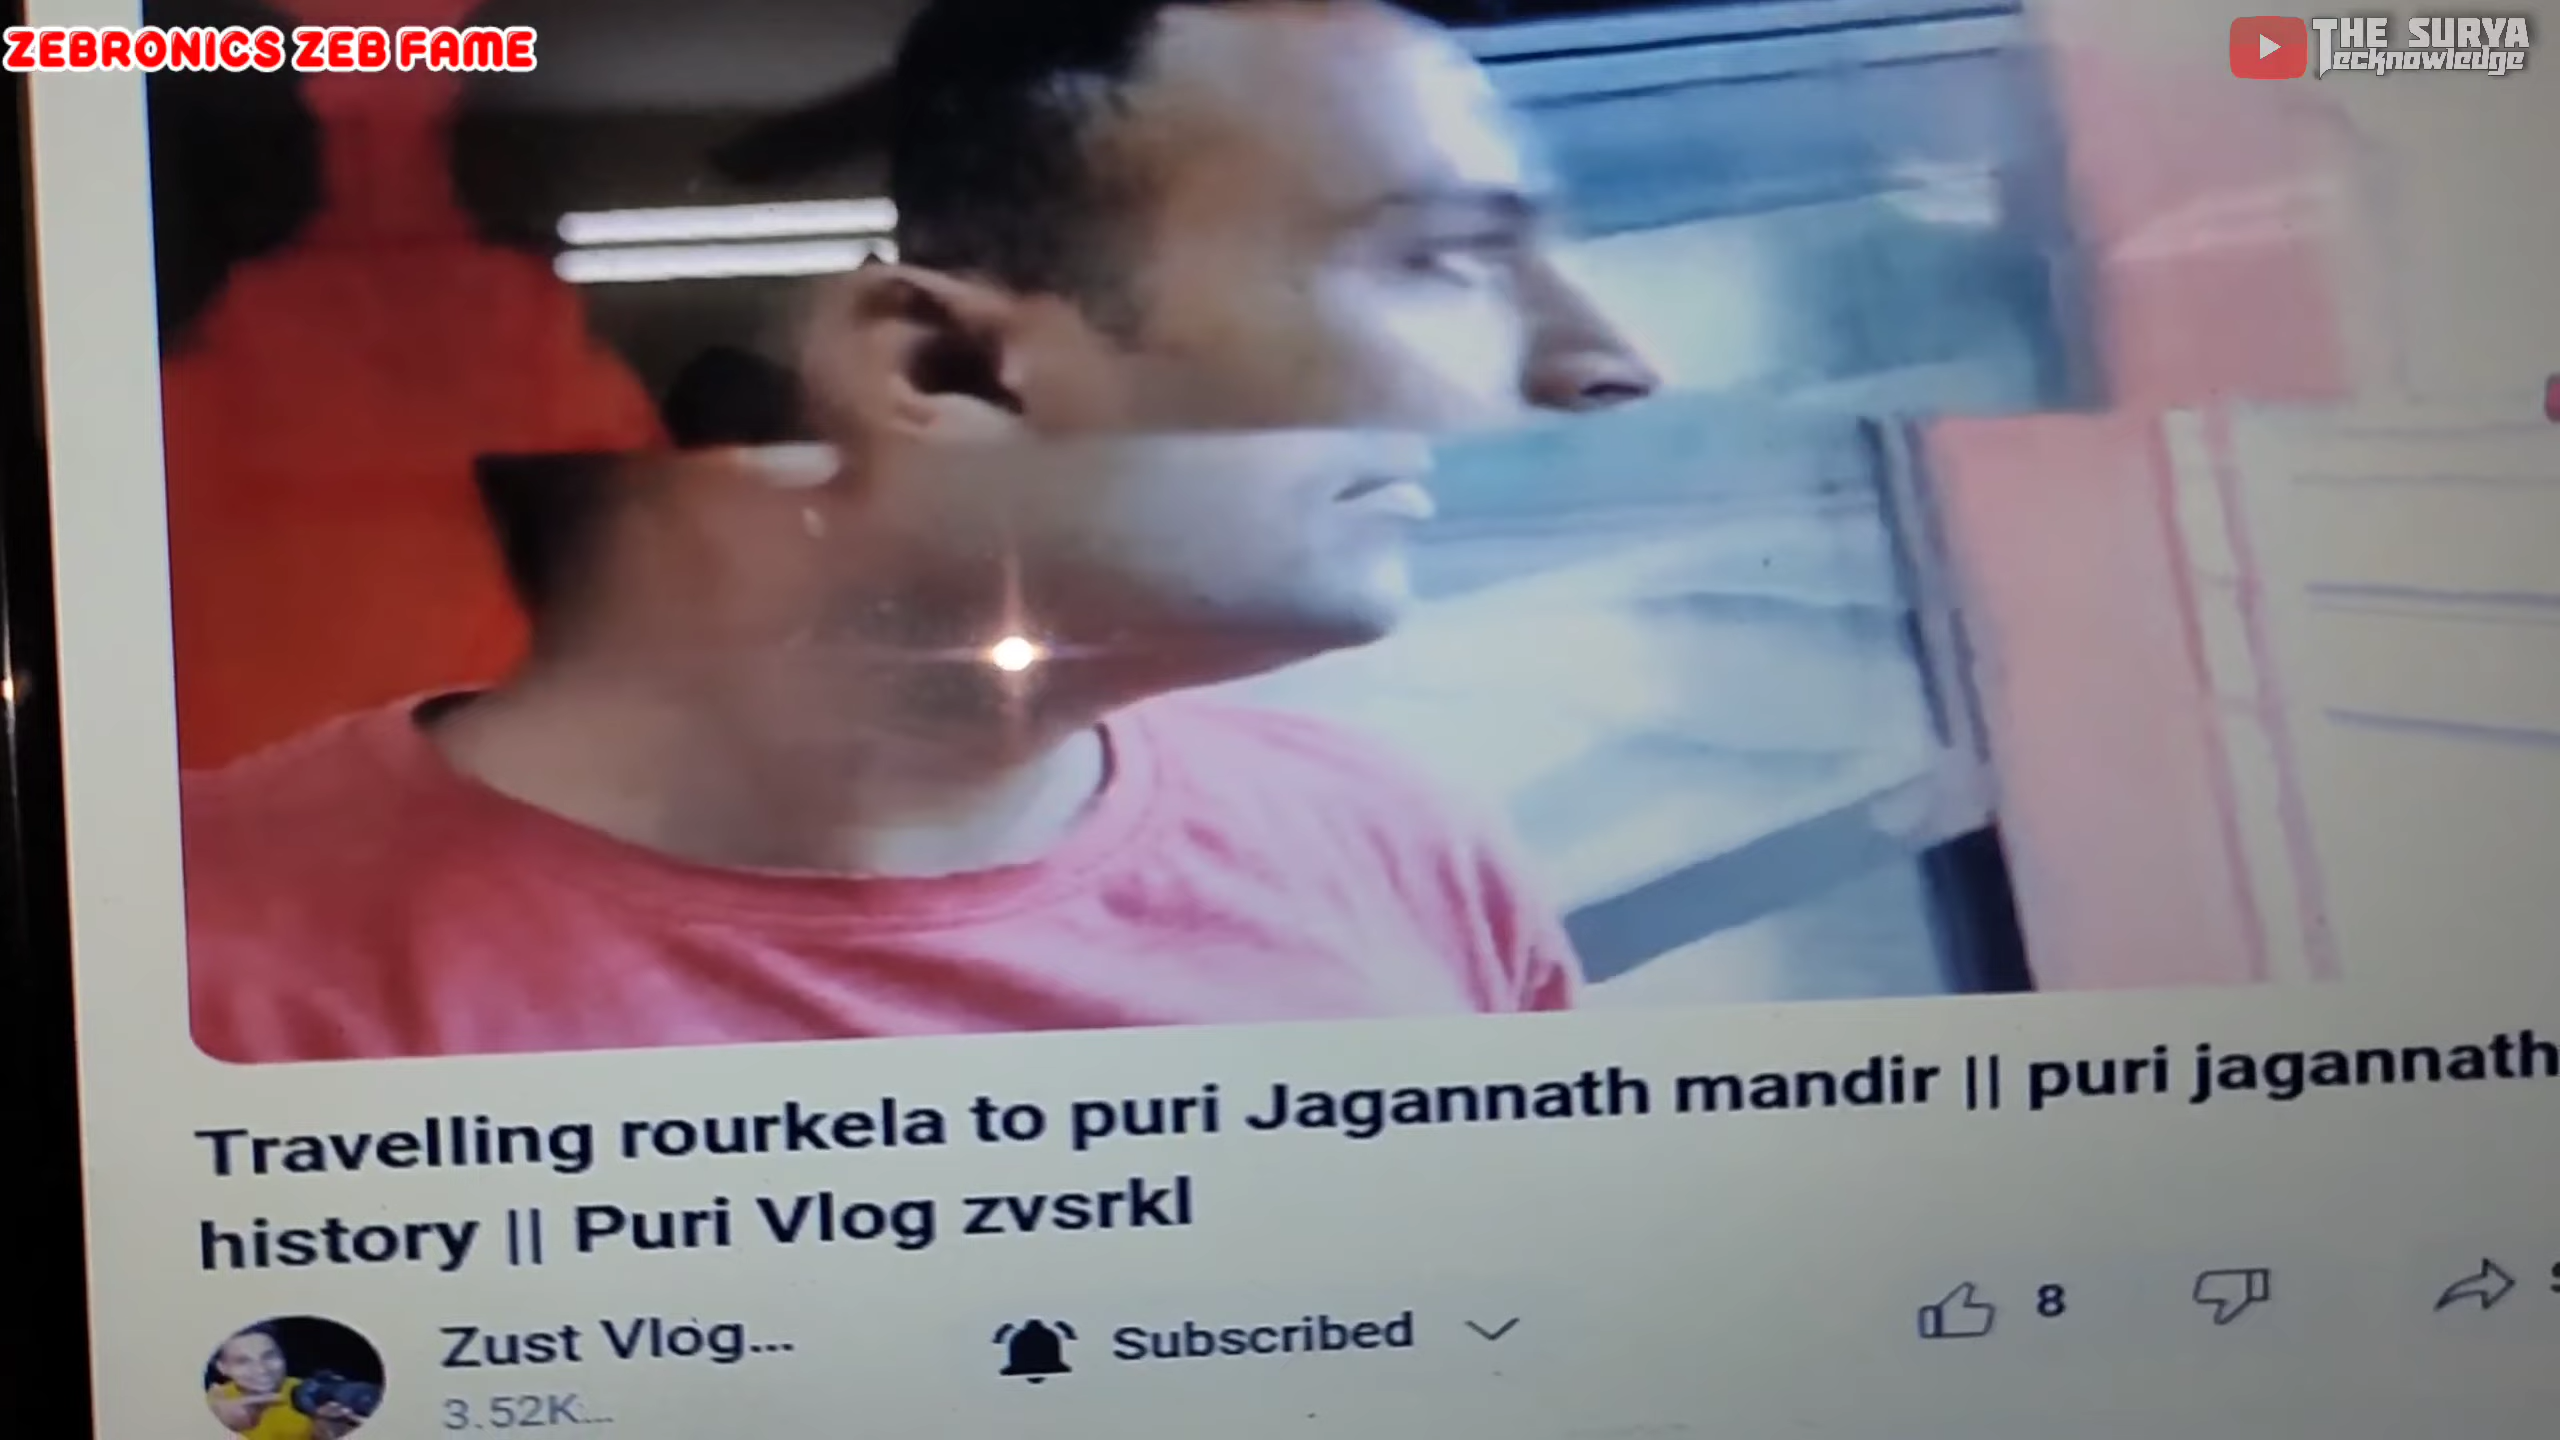 ZEBRONICS ZEB FAME
THE SURYA
Tecknowledge
Travelling rourkela to puri Jagannath mandir || puri jagannath
history || Puri Vlog zvsrkl
Zust Vlog...
Subscribed
8
3.52K...